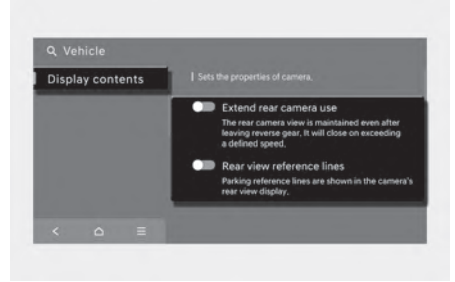 Vehicle
Display contents
Sets the properties of camera.
Extend rear camera use
The rear camera view is maintained even after
leaving reverse gear. It will close on exceeding
a defined speed.
Rear view reference lines
Parking reference lines are shown in the camera's
rear view display.